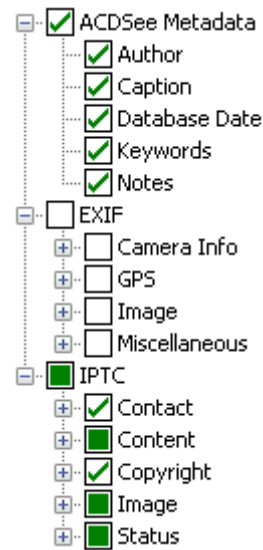 ACDSee Metadata
Author
Caption
Database Date
Keywords
Notes
EXIF
Camera Info
GPS
Image
Miscellaneous
IPTC
Contact
Content
Copyright
Image
Status